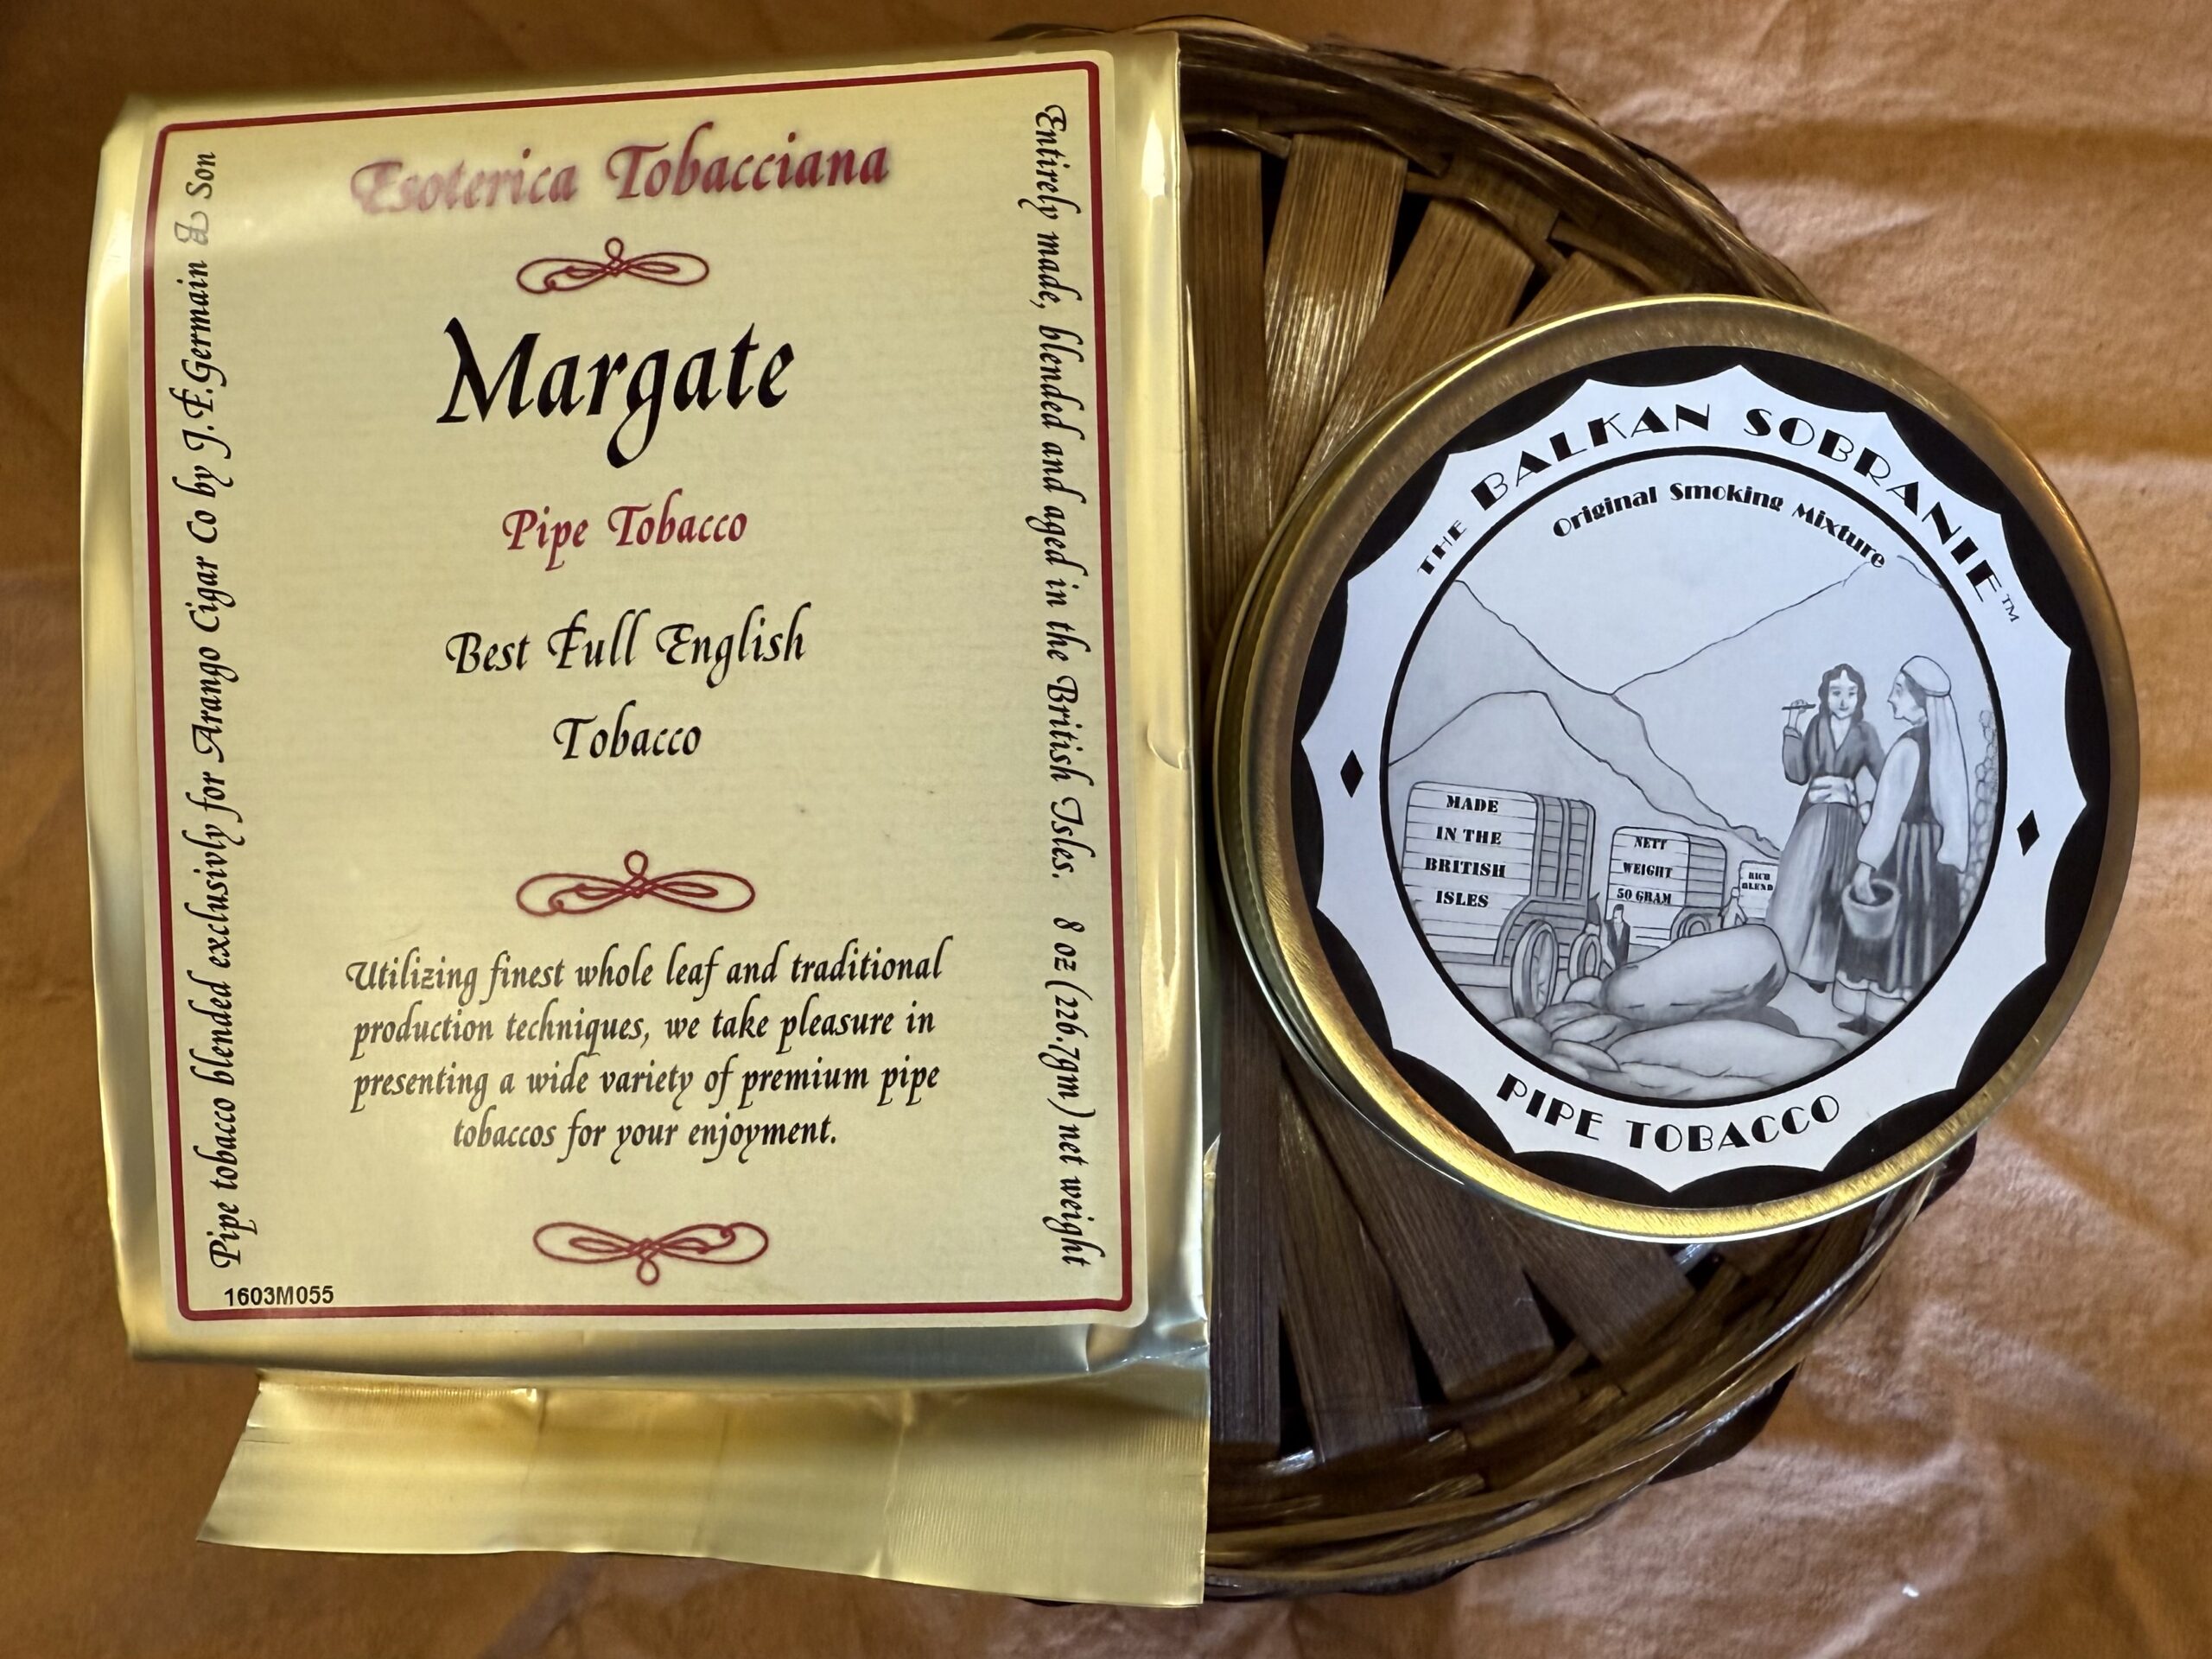 Esoterica Tobacciana
Margate
Pipe Tobacco
Best Full English
Tobacco
Utilizing finest whole leaf and traditional
production techniques, we take pleasure in
presenting a wide variety of premium pipe
tobaccos for your enjoyment.
Pipe tobacco blended exclusivly for Arango Cigar Co by J.F.Germain & Son
Entirely made, blended and aged in the British Isles. 8 oz (226.7gm) net weight
1603M055
THE BALKAN SOBRANIE™
Original Smoking Mixture
MADE
IN THE
BRITISH
ISLES
NETT
WEIGHT
50 GRAM
RICH
BLEND
PIPE TOBACCO